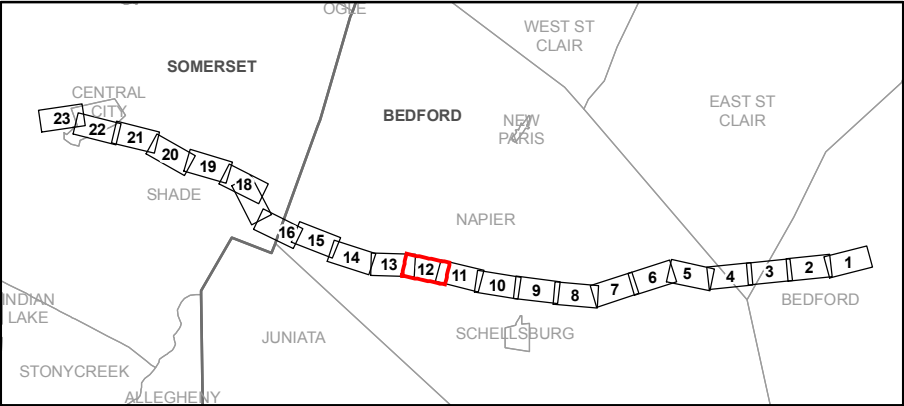 OGLE
WEST ST
CLAIR
SOMERSET
CENTRAL
CITY
BEDFORD
EAST ST
CLAIR
NEW
PARIS
23
22
21
20
19
18
SHADE
NAPIER
16
15
14
13
12
11
10
9
8
7
6
5
4
3
2
1
INDIAN
LAKE
BEDFORD
JUNIATA
SCHELLSBURG
STONYCREEK
ALLEGHENY